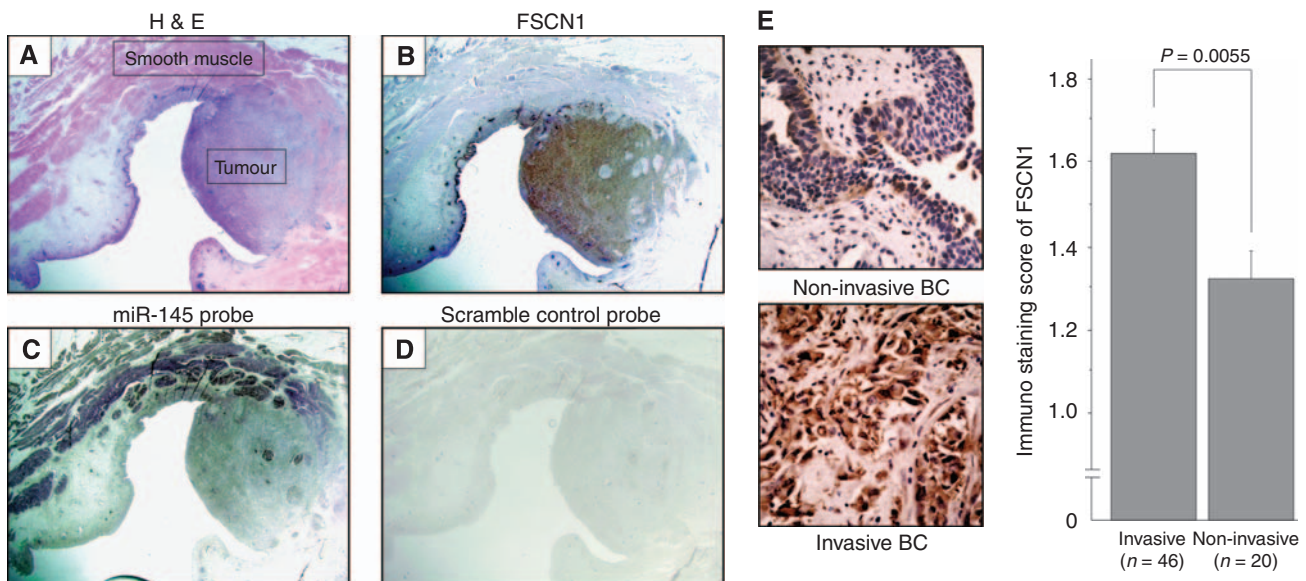 H & E
A
Smooth muscle
Tumour
FSCN1
B
miR-145 probe
C
Scramble control probe
D
E
Non-invasive BC
Invasive BC
P = 0.0055
Immuno staining score of FSCN1
1.8
1.6
1.4
1.2
1.0
0
Invasive
(n = 46)
Non-invasive
(n = 20)